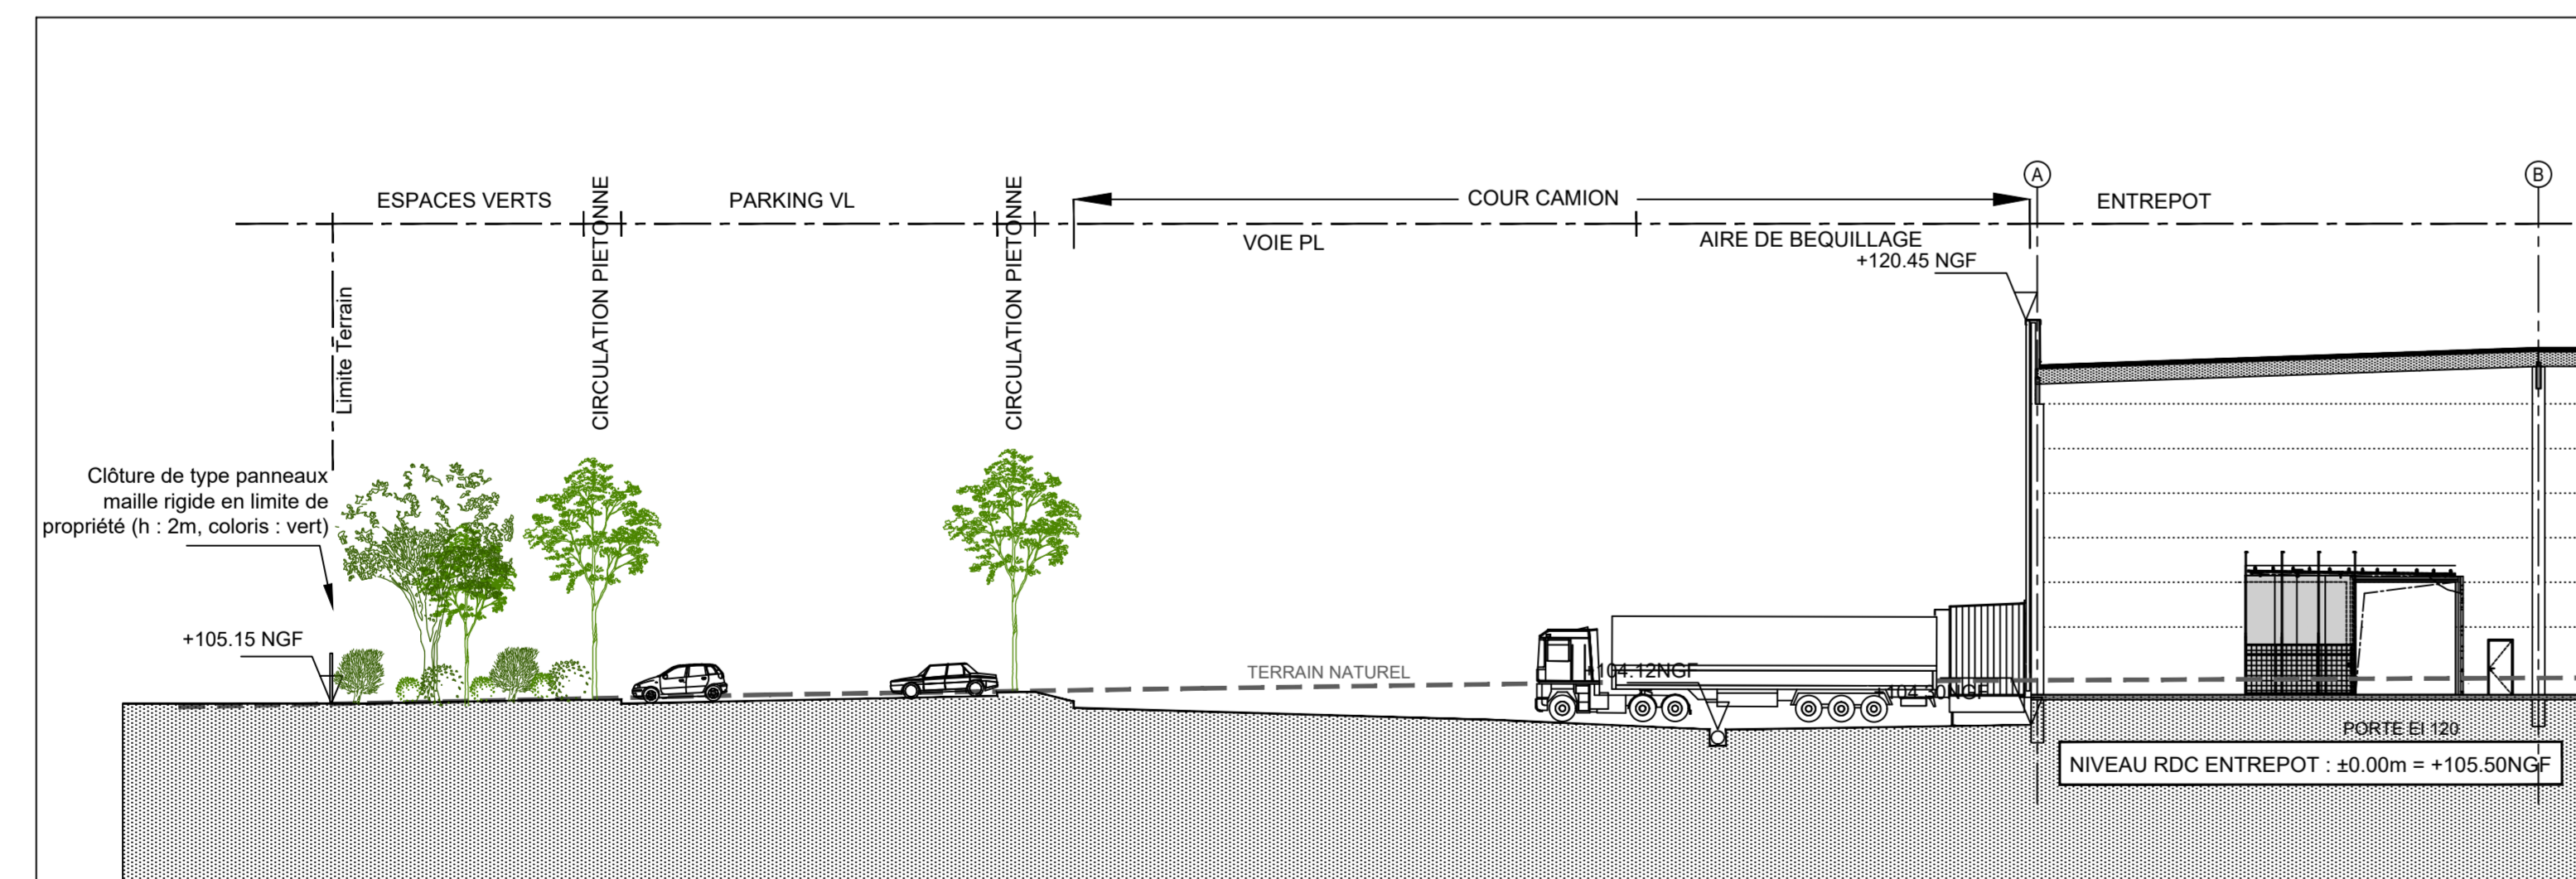 ESPACES VERTS
CIRCULATION PIETONNE
PARKING VL
CIRCULATION PIETONNE
COUR CAMION
VOIE PL
AIRE DE BEQUILLAGE
+120.45 NGF
A
ENTREPOT
B
Limite Terrain
Clôture de type panneaux
maille rigide en limite de
propriété (h : 2m, coloris : vert)
+105.15 NGF
TERRAIN NATUREL
+104.12NGF
+104.30NGF
PORTE EI 120
NIVEAU RDC ENTREPOT : ±0.00m = +105.50NGF